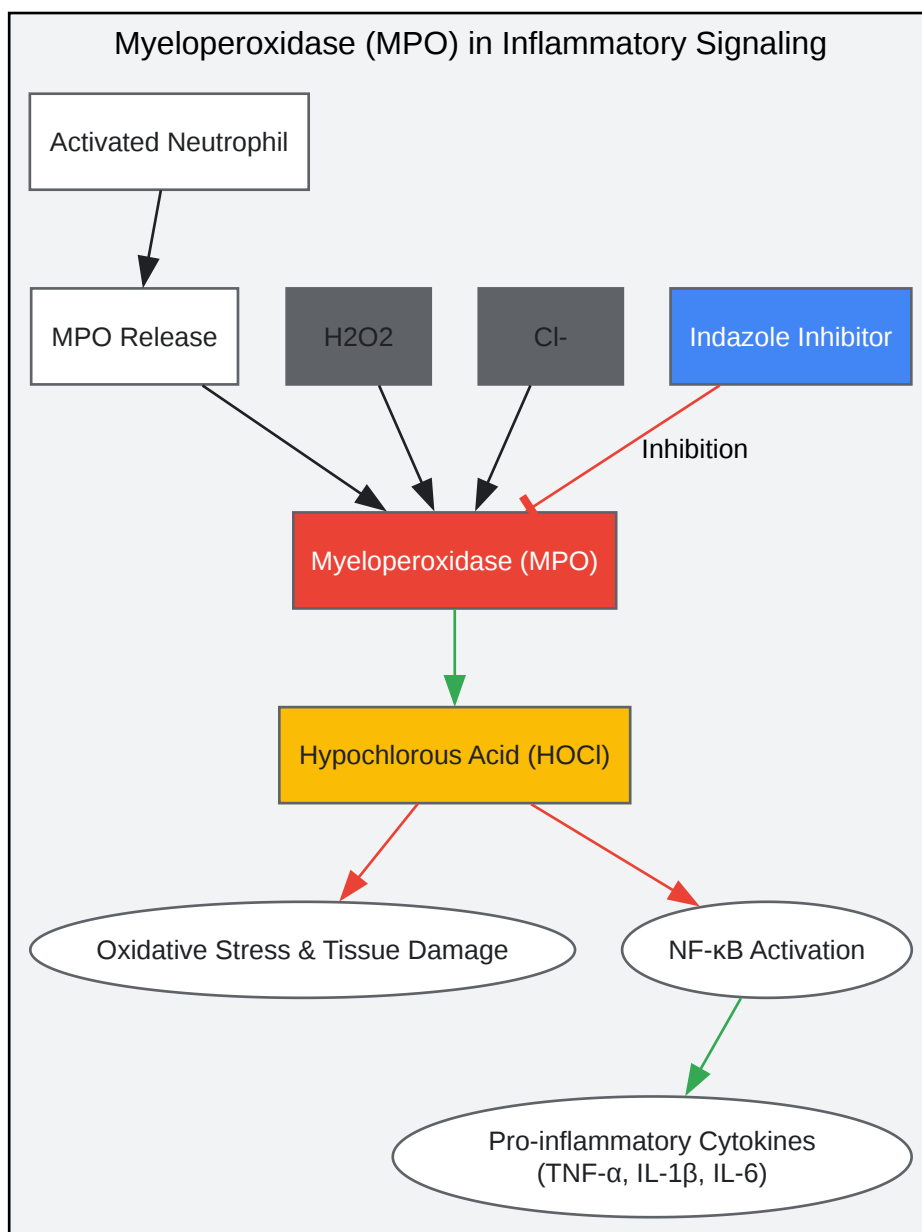 Myeloperoxidase (MPO) in Inflammatory Signaling
Activated Neutrophil
MPO Release
H2O2
Cl-
Indazole Inhibitor
Inhibition
Myeloperoxidase (MPO)
Hypochlorous Acid (HOCl)
Oxidative Stress & Tissue Damage
NF-κB Activation
Pro-inflammatory Cytokines
(TNF-α, IL-1β, IL-6)